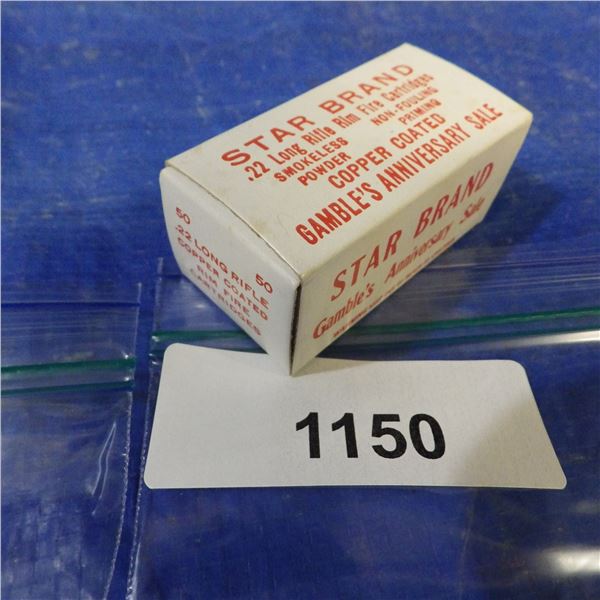 STAR BRAND
.22 Long Rifle Rim Fire Cartridges
SMOKELESS NON-FOULING
POWDER PRIMING
COPPER COATED
GAMBLE'S ANNIVERSARY SALE
STAR BRAND
Gamble's Anniversary Sale
50 50
.22 LONG RIFLE
COPPER COATED
RIM FIRE
CARTRIDGES
1150